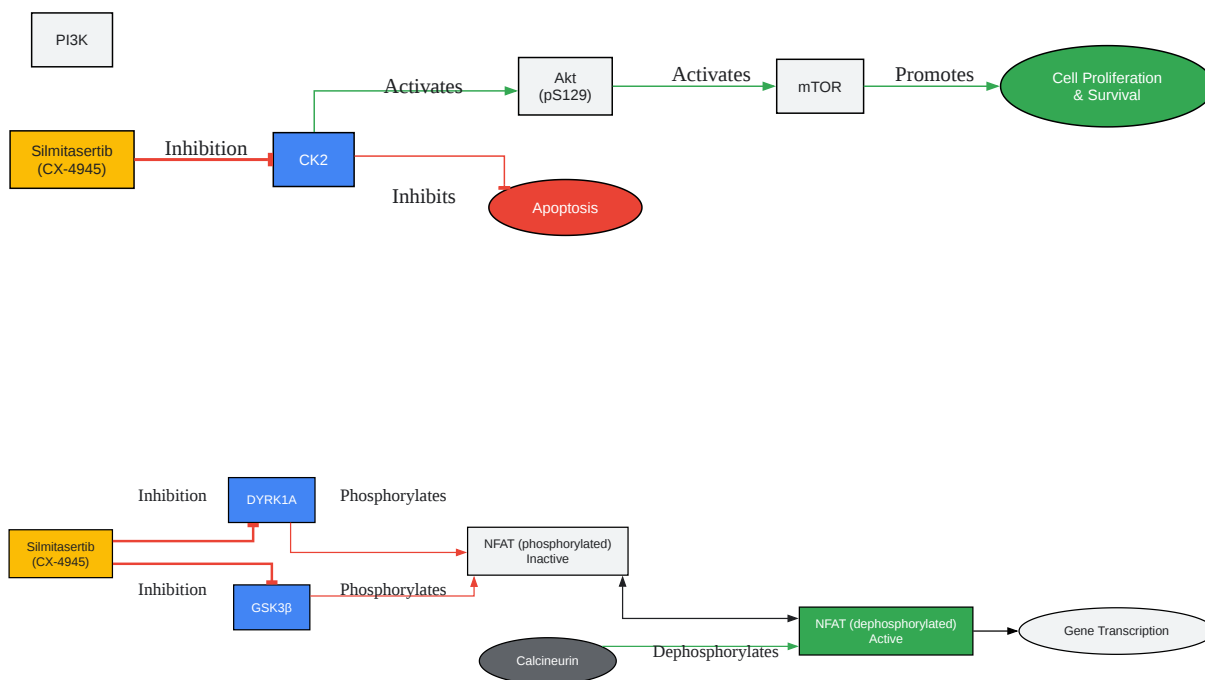 PI3K
Activates
Akt
(pS129)
Activates
mTOR
Promotes
Cell Proliferation
& Survival
Silmitasertib
(CX-4945)
Inhibition
CK2
Inhibits
Apoptosis
Inhibition
DYRK1A
Phosphorylates
Silmitasertib
(CX-4945)
NFAT (phosphorylated)
Inactive
Inhibition
GSK3β
Phosphorylates
NFAT (dephosphorylated)
Active
Gene Transcription
Calcineurin
Dephosphorylates